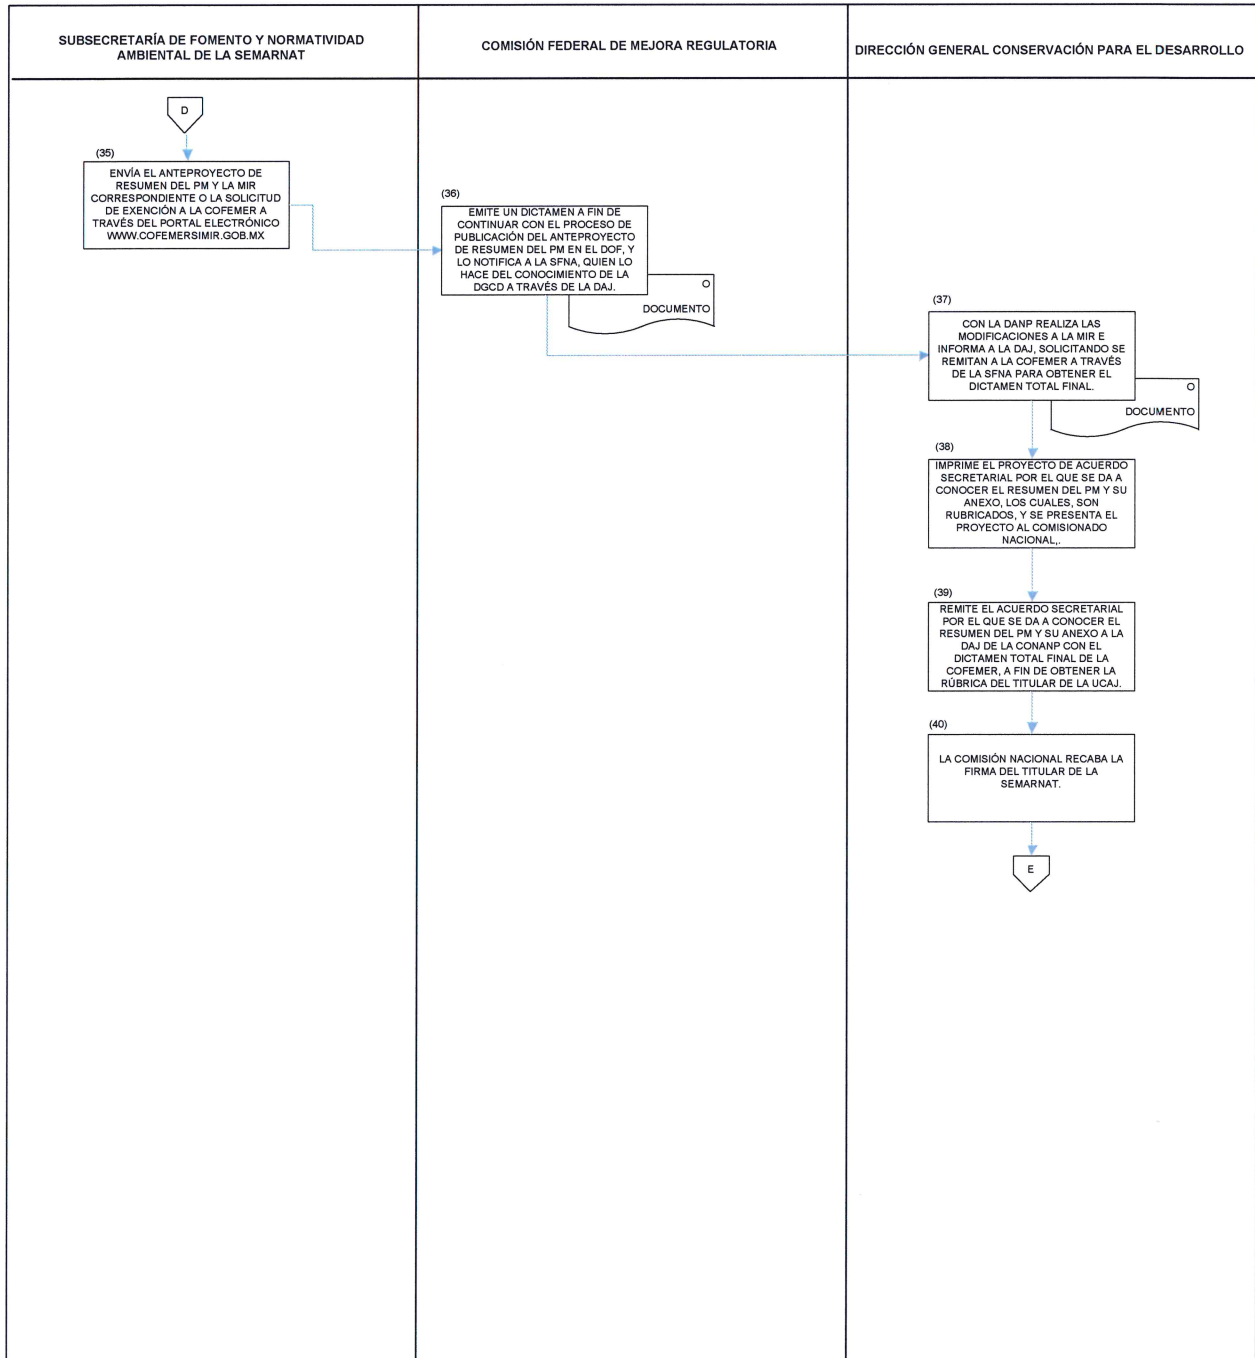 SUBSECRETARÍA DE FOMENTO Y NORMATIVIDAD
AMBIENTAL DE LA SEMARNAT
COMISIÓN FEDERAL DE MEJORA REGULATORIA
DIRECCIÓN GENERAL CONSERVACIÓN PARA EL DESARROLLO
D
(35)
ENVÍA EL ANTEPROYECTO DE
RESUMEN DEL PM Y LA MIR
CORRESPONDIENTE O LA SOLICITUD
DE EXENCIÓN A LA COFEMER A
TRAVÉS DEL PORTAL ELECTRÓNICO
WWW.COFEMERSIMIR.GOB.MX
(36)
EMITE UN DICTAMEN A FIN DE
CONTINUAR CON EL PROCESO DE
PUBLICACIÓN DEL ANTEPROYECTO
DE RESUMEN DEL PM EN EL DOF, Y
LO NOTIFICA A LA SFNA, QUIEN LO
HACE DEL CONOCIMIENTO DE LA
DGCD A TRAVÉS DE LA DAJ.
O
DOCUMENTO
(37)
CON LA DANP REALIZA LAS
MODIFICACIONES A LA MIR E
INFORMA A LA DAJ, SOLICITANDO SE
REMITAN A LA COFEMER A TRAVÉS
DE LA SFNA PARA OBTENER EL
DICTAMEN TOTAL FINAL.
O
DOCUMENTO
(38)
IMPRIME EL PROYECTO DE ACUERDO
SECRETARIAL POR EL QUE SE DA A
CONOCER EL RESUMEN DEL PM Y SU
ANEXO, LOS CUALES, SON
RUBRICADOS, Y SE PRESENTA EL
PROYECTO AL COMISIONADO
NACIONAL,.
(39)
REMITE EL ACUERDO SECRETARIAL
POR EL QUE SE DA A CONOCER EL
RESUMEN DEL PM Y SU ANEXO A LA
DAJ DE LA CONANP CON EL
DICTAMEN TOTAL FINAL DE LA
COFEMER, A FIN DE OBTENER LA
RÚBRICA DEL TITULAR DE LA UCAJ.
(40)
LA COMISIÓN NACIONAL RECABA LA
FIRMA DEL TITULAR DE LA
SEMARNAT.
E